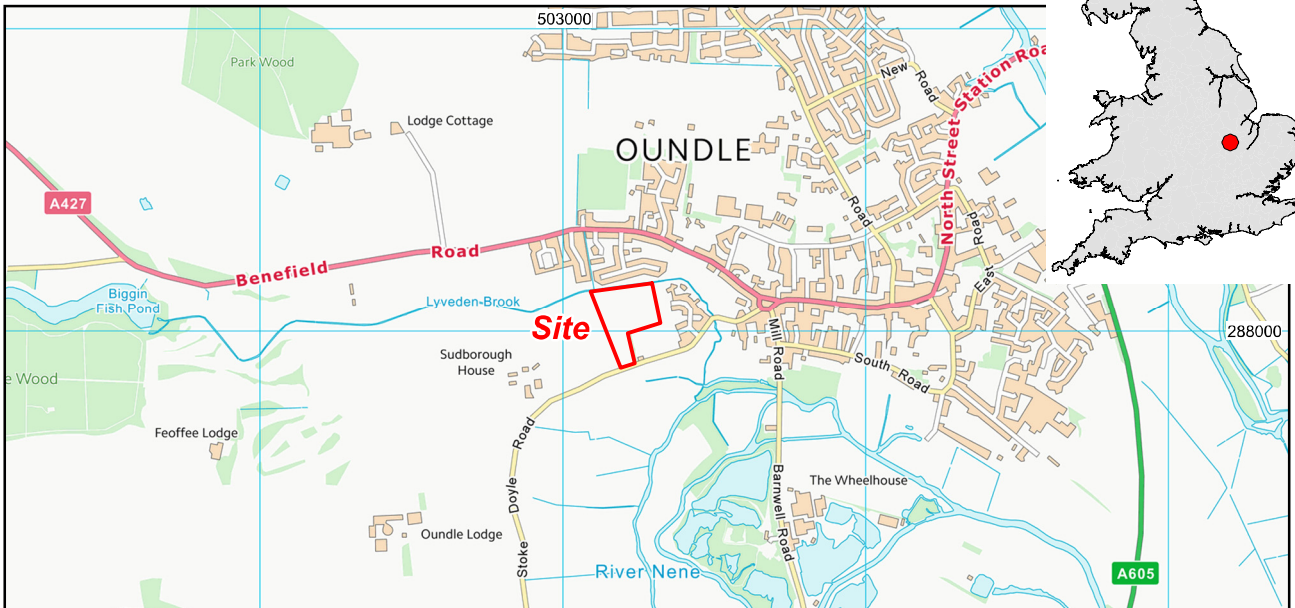 503000
Park Wood
New Road
North Street Station Roa
Lodge Cottage
OUNDLE
A427
Road
Road
Benefield Road
East
Biggin
Fish Pond
Lyveden-Brook
Site
288000
Mill Road
Sudborough
House
South Road
e Wood
Feoffee Lodge
Stoke Doyle Road
Barnwell Road
The Wheelhouse
Oundle Lodge
River Nene
A605